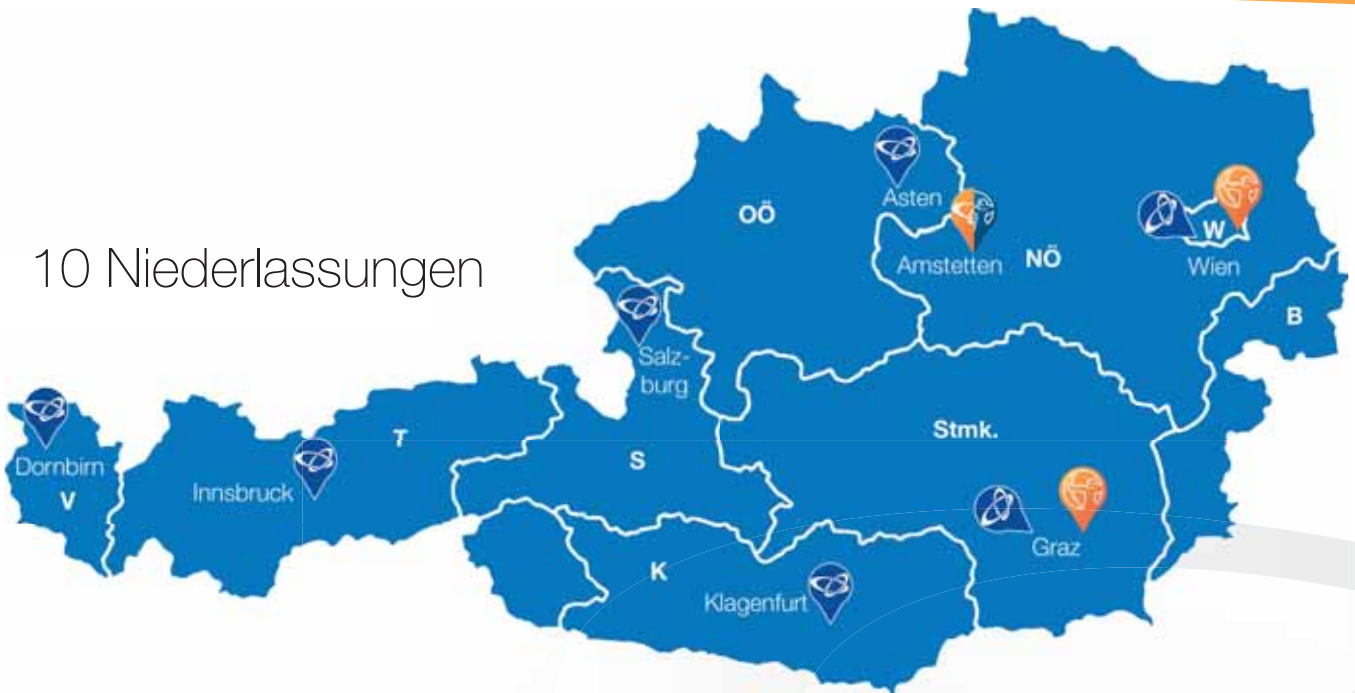 Asten
OÖ
W
Amstetten
NÖ
Wien
10 Niederlassungen
B
Salz-
burg
Stmk.
T
S
Dornbirn
V
Innsbruck
Graz
K
Klagenfurt